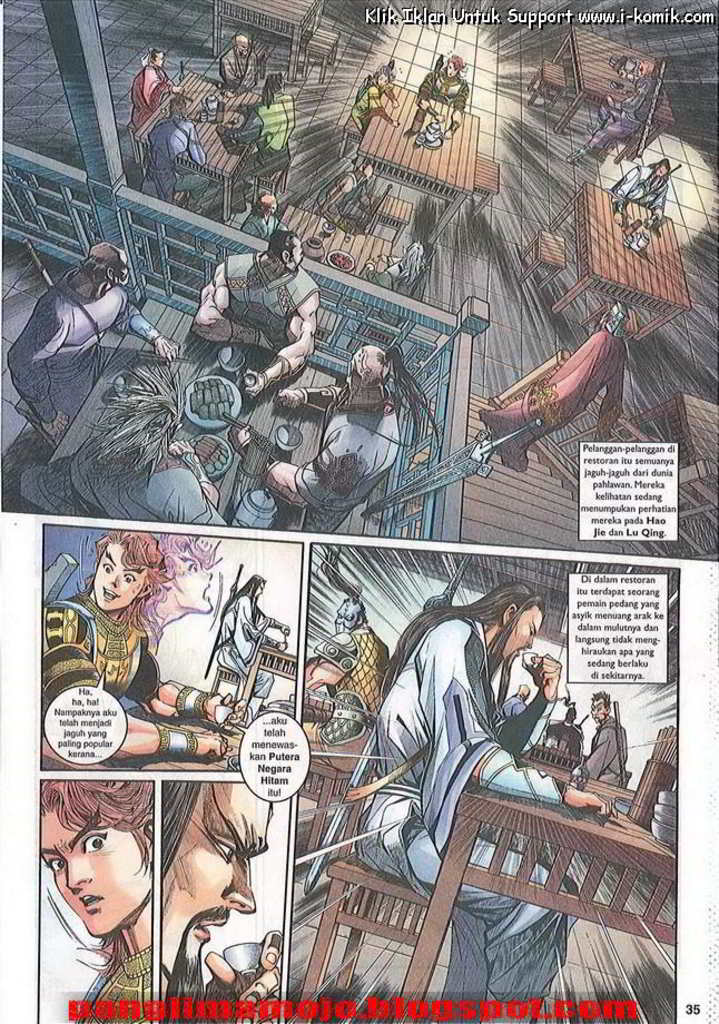 Klik Iklan Untuk Support www.i-komik.com
Pelanggan-pelanggan di
restoran itu semuanya
jaguh-jaguh dari dunia
pahlawan. Mereka
kelihatan sedang
menumpukan perhatian
mereka pada Hao
Jie dan Lu Qing.
Ha,
ha, ha!
Nampaknya aku
telah menjadi
jaguh yang
paling popular
kerana...
...aku
telah
menewas-
kan Putera
Negara
Hitam
itu!
Di dalam restoran
itu terdapat seorang
pemain pedang yang
asyik menuang arak ke
dalam mulutnya dan
langsung tidak meng-
hiraukan apa yang
sedang berlaku
di sekitarnya.
panglimamojo.blogspot.com
35